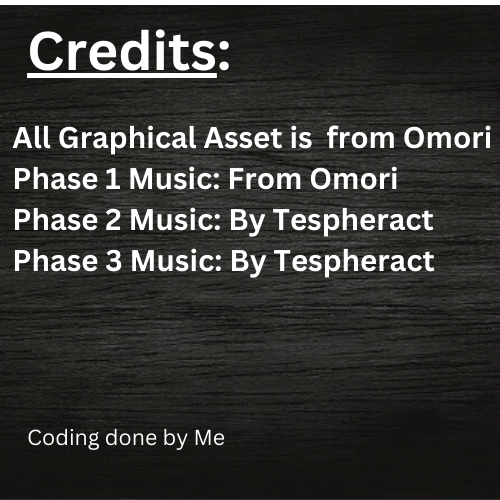 Credits:
All Graphical Asset is  from Omori
Phase 1 Music: From Omori
Phase 2 Music: By Tespheract
Phase 3 Music: By Tespheract
Coding done by Me